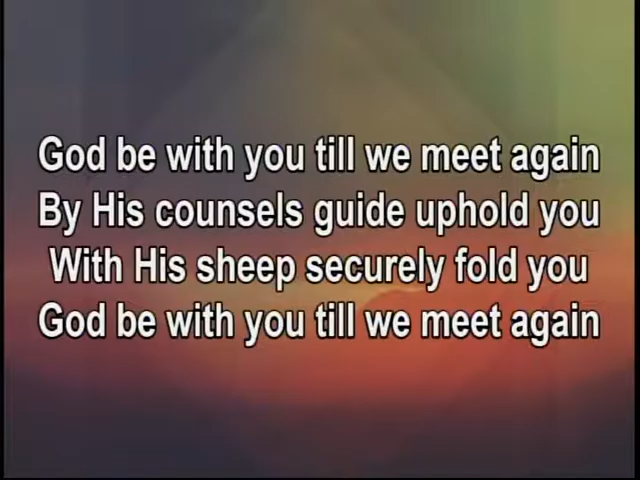 God be with you till we meet again
By His counsels guide uphold you
With His sheep securely fold you
God be with you till we meet again